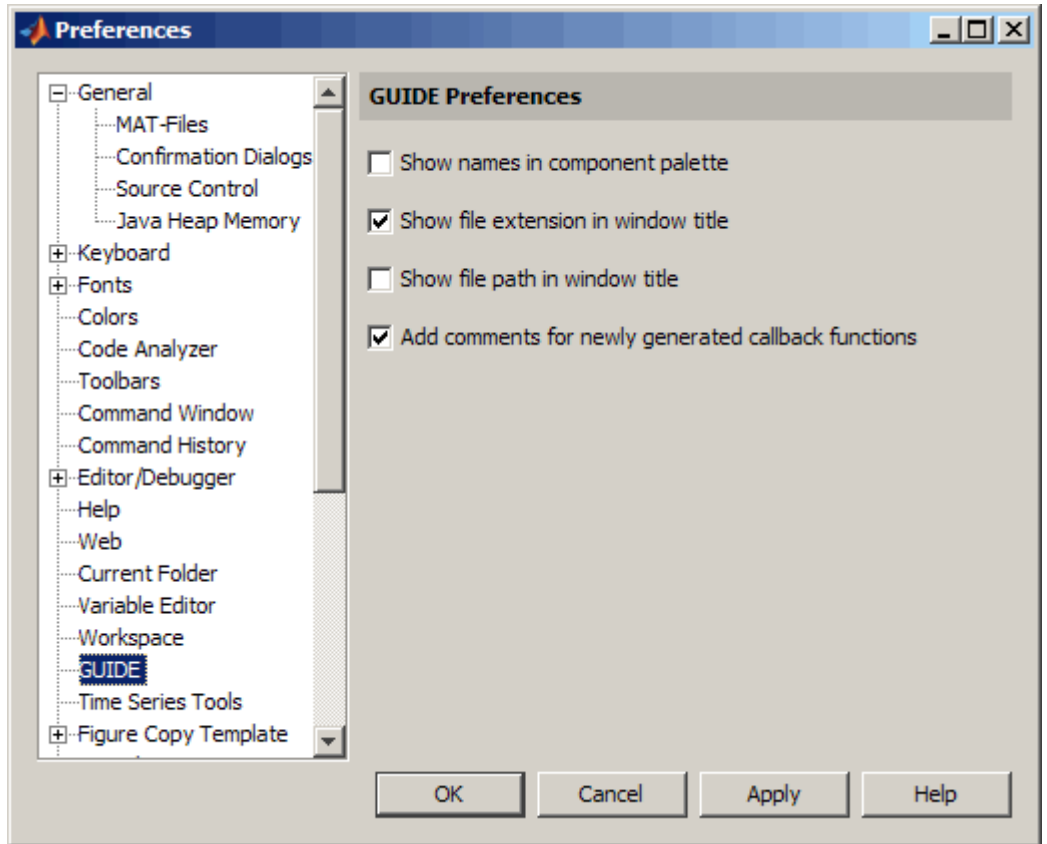 Preferences
General
MAT-Files
Confirmation Dialogs
Source Control
Java Heap Memory
Keyboard
Fonts
Colors
Code Analyzer
Toolbars
Command Window
Command History
Editor/Debugger
Help
Web
Current Folder
Variable Editor
Workspace
GUIDE
Time Series Tools
Figure Copy Template
GUIDE Preferences
Show names in component palette
Show file extension in window title
Show file path in window title
Add comments for newly generated callback functions
OK Cancel Apply Help